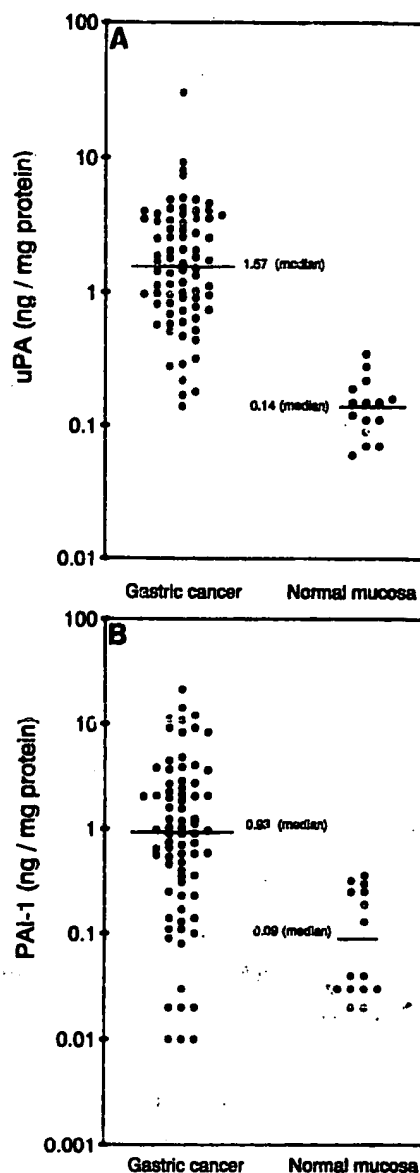 100
A
10
1
0.1
0.01
uPA (ng / mg protein)
1.57 (median)
0.14 (median)
Gastric cancer Normal mucosa
100
B
10
1
0.1
0.01
0.001
PAI-1 (ng / mg protein)
0.93 (median)
0.09 (median)
Gastric cancer Normal mucosa